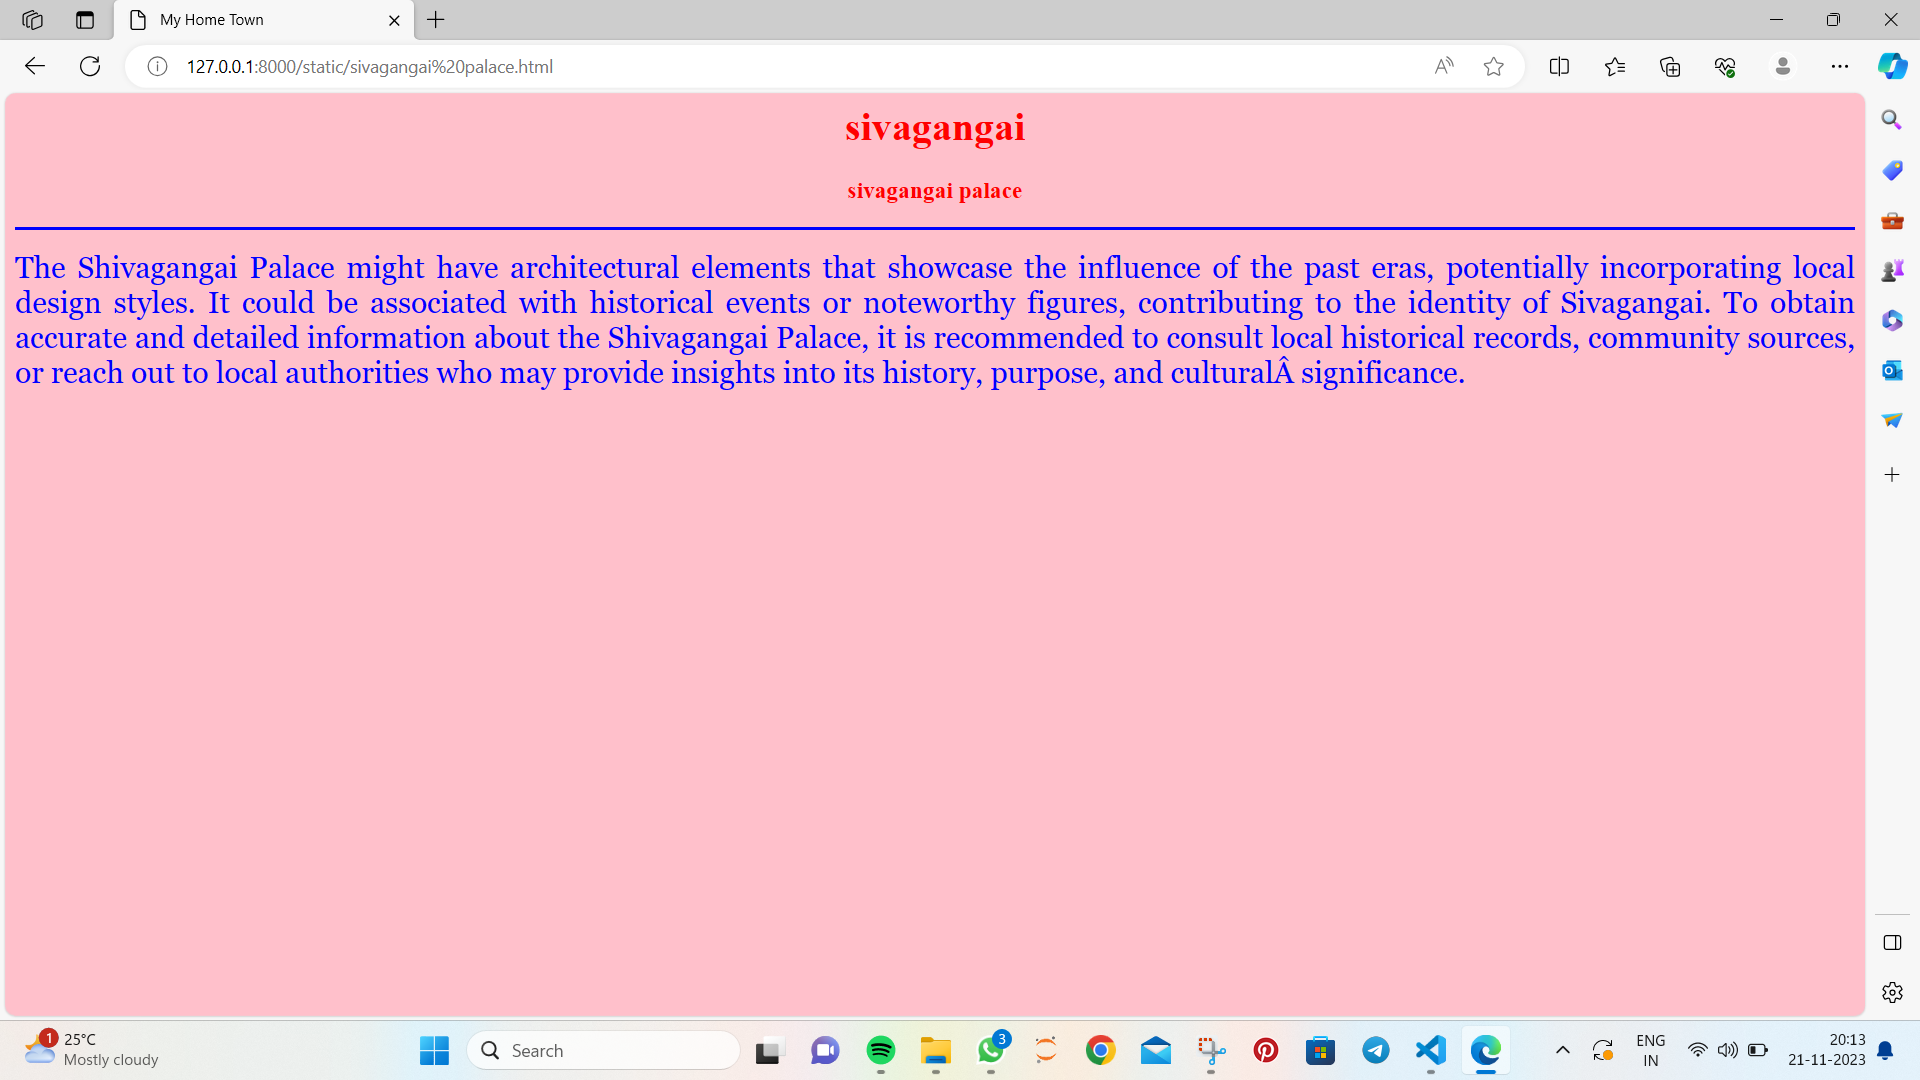 My Home Town
127.0.0.1:8000/static/sivagangai%20palace.html
sivagangai
sivagangai palace
The Shivagangai Palace might have architectural elements that showcase the influence of the past eras, potentially incorporating local
design styles. It could be associated with historical events or noteworthy figures, contributing to the identity of Sivagangai. To obtain
accurate and detailed information about the Shivagangai Palace, it is recommended to consult local historical records, community sources,
or reach out to local authorities who may provide insights into its history, purpose, and culturalÂ significance.
1
25°C
Mostly cloudy
Search
3
ENG
IN
20:13
21-11-2023